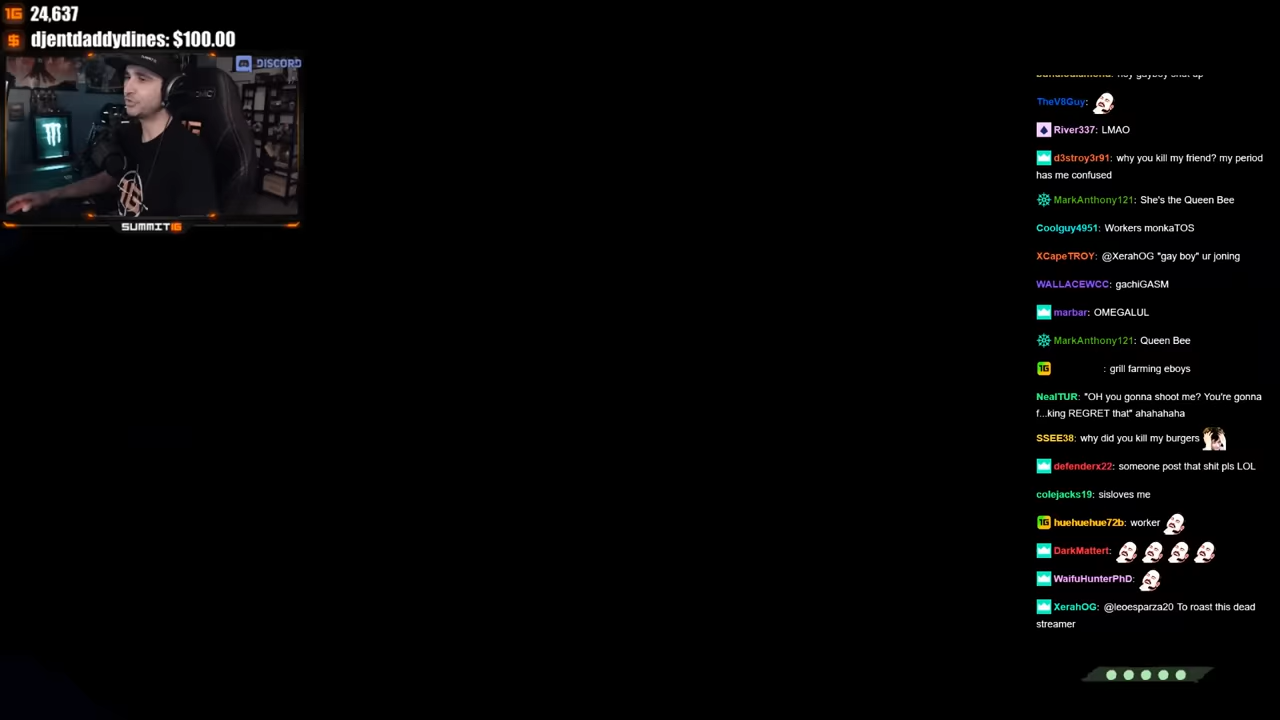 1G 24,637
$ djentdaddydines: $100.00
DISCORD
SUMMIT1G
TheV8Guy:
River337: LMAO
d3stroy3r91: why you kill my friend? my period
has me confused
MarkAnthony121: She's the Queen Bee
Coolguy4951: Workers monkaTOS
XCapeTROY: @XerahOG "gay boy" ur joning
WALLACEWCC: gachiGASM
marbar: OMEGALUL
MarkAnthony121: Queen Bee
1G : grill farming eboys
NealTUR: "OH you gonna shoot me? You're gonna
f...king REGRET that" ahahahaha
SSEE38: why did you kill my burgers
defenderx22: someone post that shit pls LOL
colejacks19: sisloves me
1G huehuehue72b: worker
DarkMattert:
WaifuHunterPhD:
XerahOG: @leoesparza20 To roast this dead
streamer